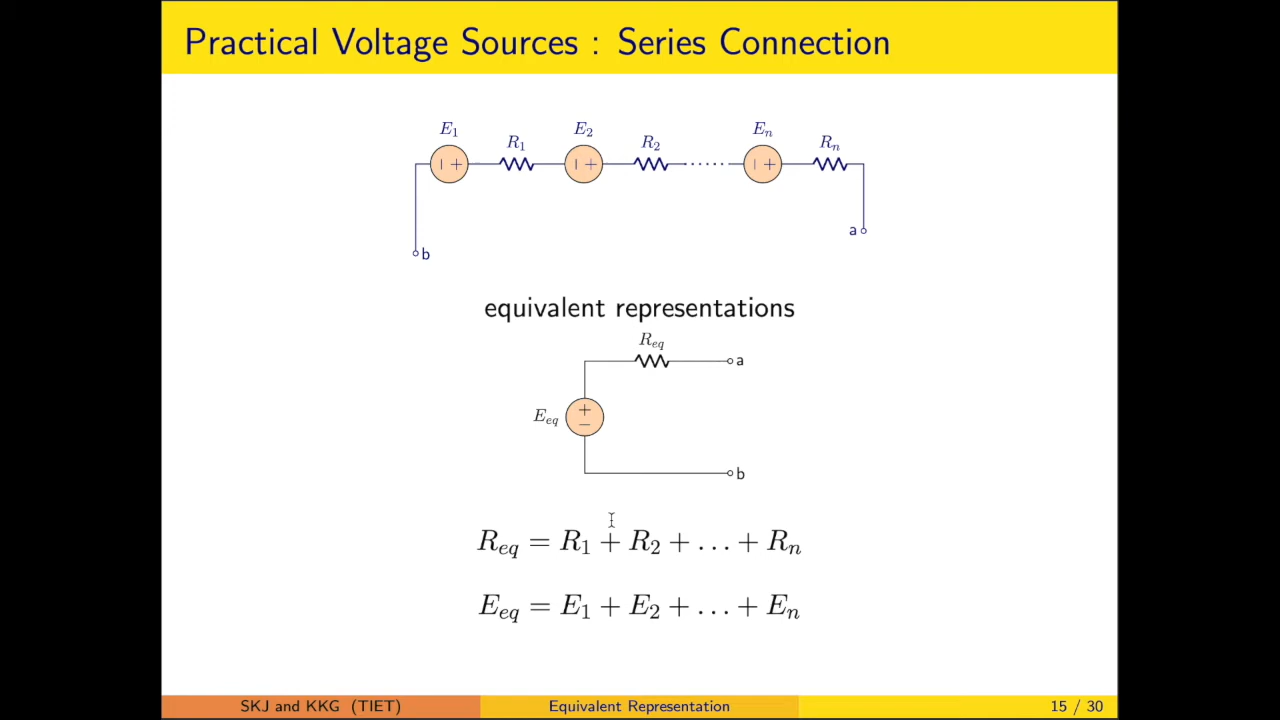 Practical Voltage Sources : Series Connection
E₁ R₁ E₂ R₂ Eₙ Rₙ
− + − + ······ − +
a
b
equivalent representations
R_eq
a
E_eq + −
b
R_eq = R₁ + R₂ + … + Rₙ
E_eq = E₁ + E₂ + … + Eₙ
SKJ and KKG (TIET) Equivalent Representation 15 / 30